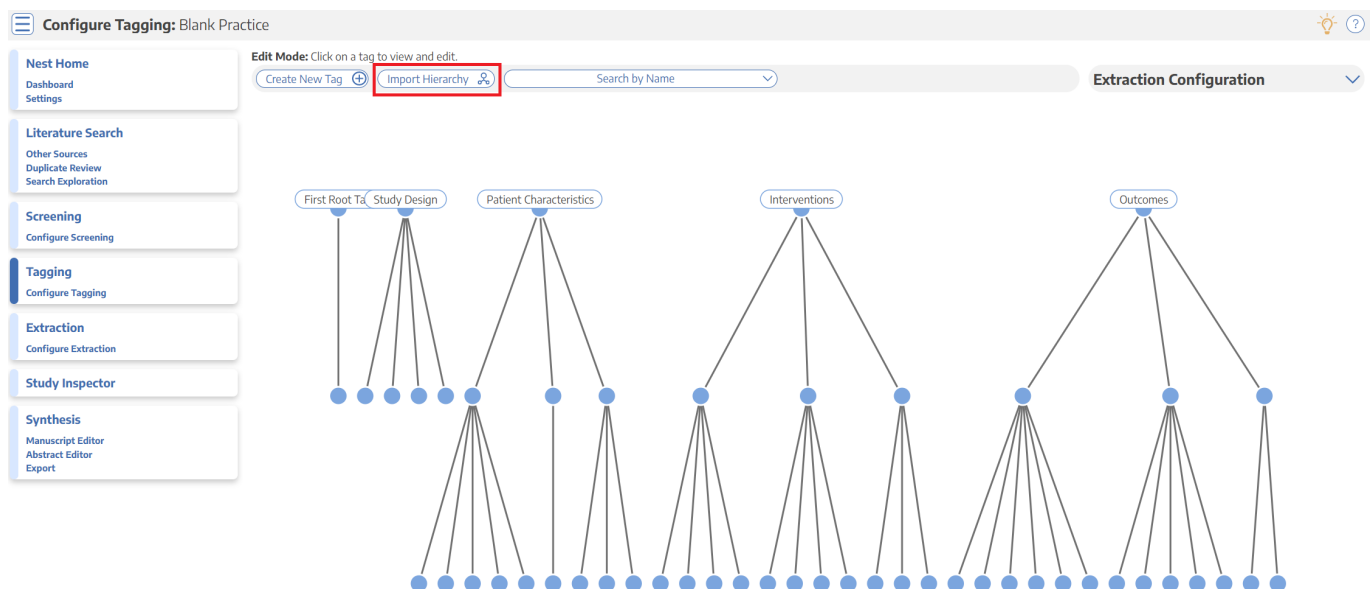 Configure Tagging: Blank Practice
?
Nest Home
Dashboard
Settings
Literature Search
Other Sources
Duplicate Review
Search Exploration
Screening
Configure Screening
Tagging
Configure Tagging
Extraction
Configure Extraction
Study Inspector
Synthesis
Manuscript Editor
Abstract Editor
Export
Edit Mode: Click on a tag to view and edit.
Create New Tag
Import Hierarchy
Search by Name
Extraction Configuration
First Root Ta
Study Design
Patient Characteristics
Interventions
Outcomes